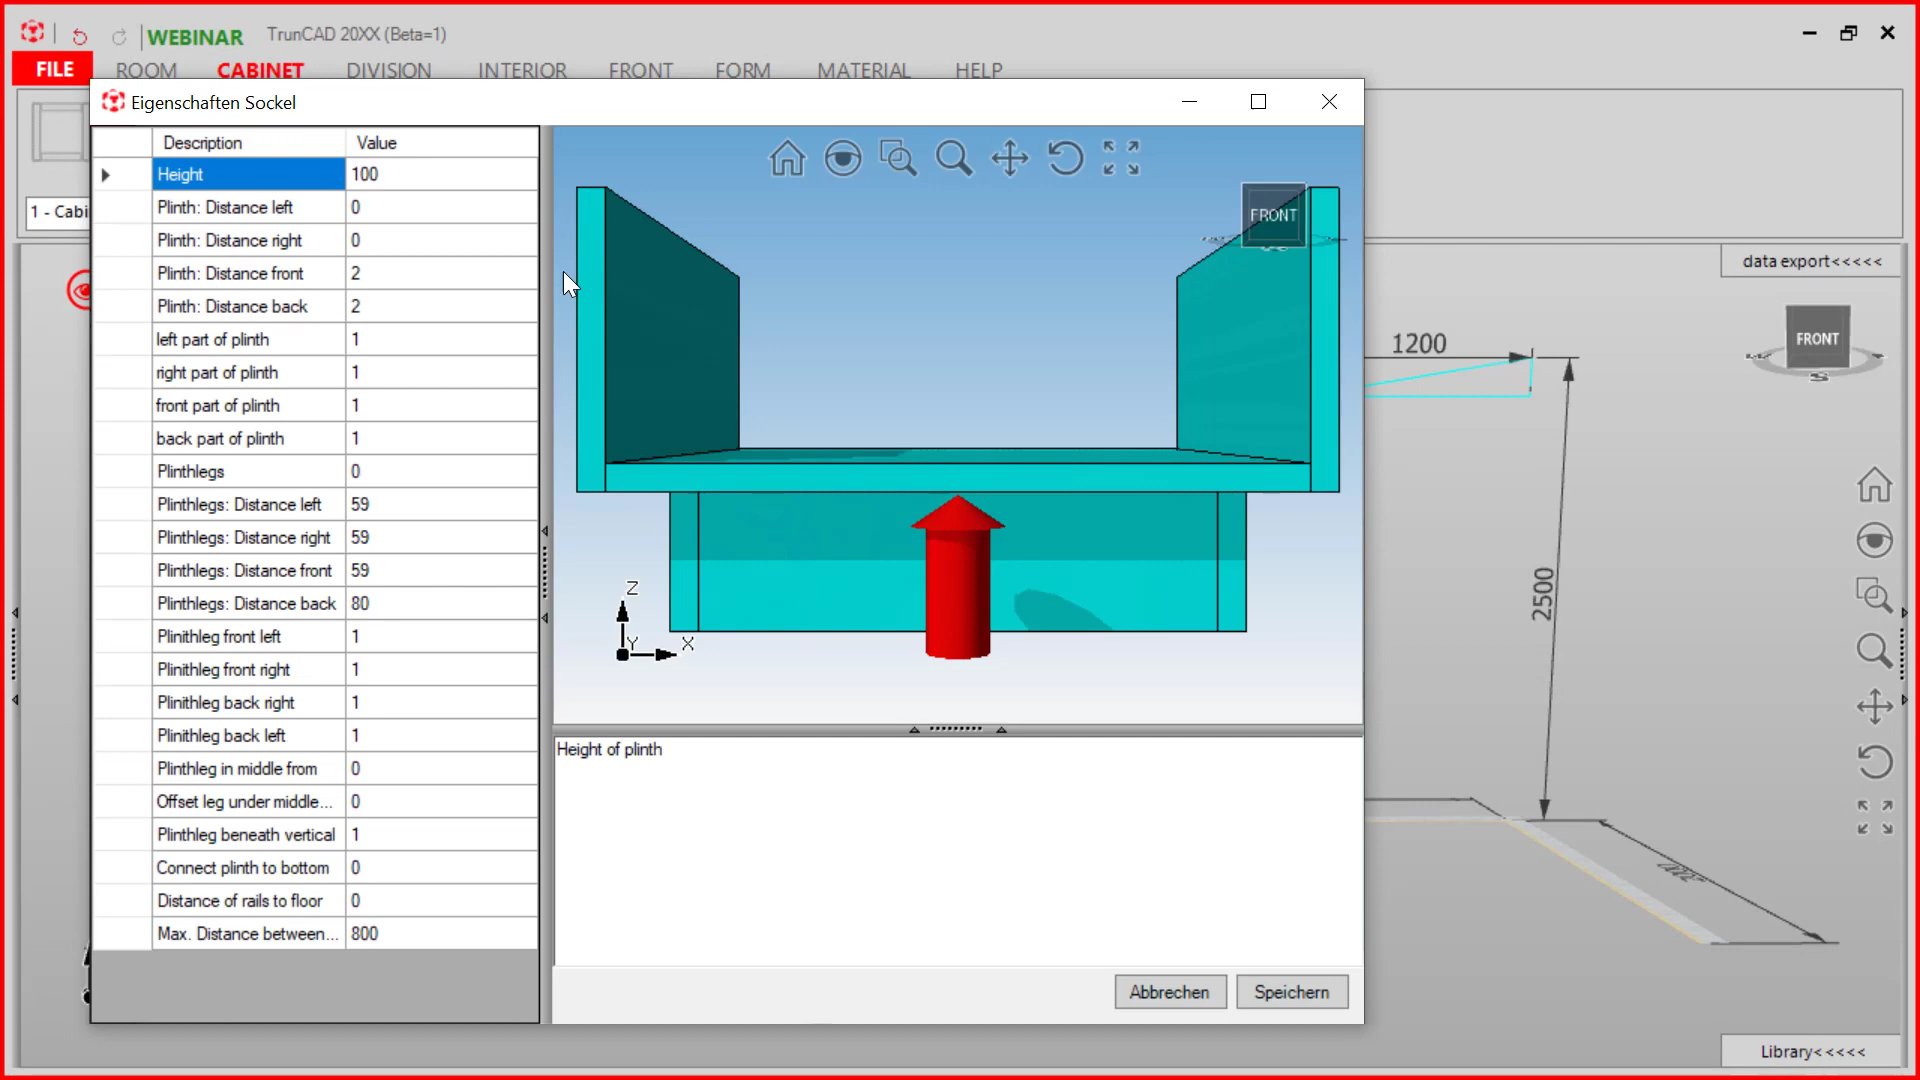 WEBINAR TrunCAD 20XX (Beta=1)
FILE ROOM CABINET DIVISION INTERIOR FRONT FORM MATERIAL HELP
Eigenschaften Sockel
Description Value
Height 100
Plinth: Distance left 0
Plinth: Distance right 0
Plinth: Distance front 2
Plinth: Distance back 2
left part of plinth 1
right part of plinth 1
front part of plinth 1
back part of plinth 1
Plinthlegs 0
Plinthlegs: Distance left 59
Plinthlegs: Distance right 59
Plinthlegs: Distance front 59
Plinthlegs: Distance back 80
Plinithleg front left 1
Plinithleg front right 1
Plinithleg back right 1
Plinithleg back left 1
Plinthleg in middle from 0
Offset leg under middle... 0
Plinthleg beneath vertical 1
Connect plinth to bottom 0
Distance of rails to floor 0
Max. Distance between... 800
1 - Cabi
FRONT
Z
Y
X
Height of plinth
Abbrechen Speichern
data export<<<<<
1200
FRONT
S
2500
Library<<<<<